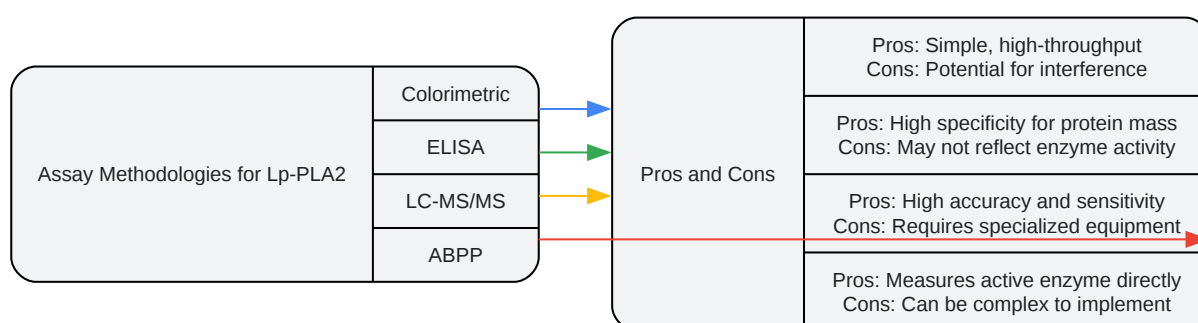 Assay Methodologies for Lp-PLA2
Colorimetric
ELISA
LC-MS/MS
ABPP
Pros and Cons
Pros: Simple, high-throughput
Cons: Potential for interference
Pros: High specificity for protein mass
Cons: May not reflect enzyme activity
Pros: High accuracy and sensitivity
Cons: Requires specialized equipment
Pros: Measures active enzyme directly
Cons: Can be complex to implement